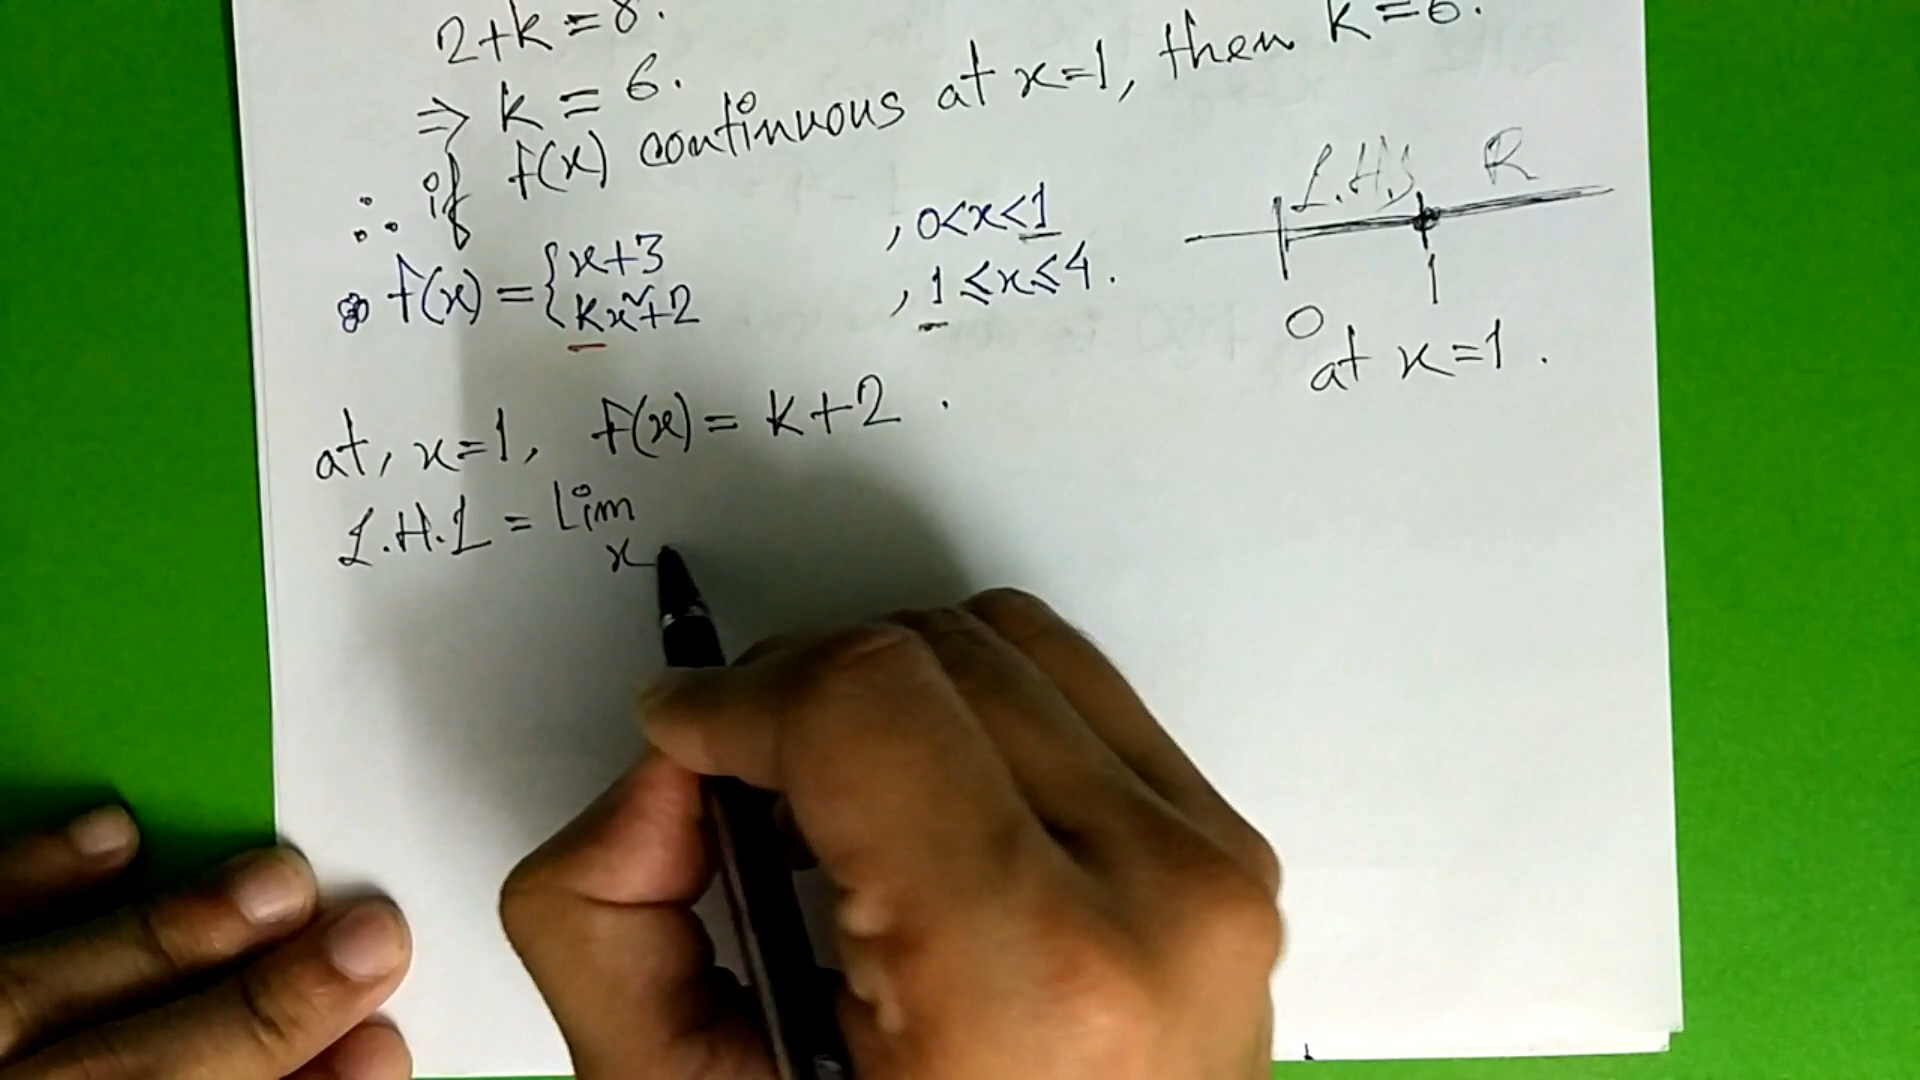 2+k=8.
⇒ k = 6.
∴ if f(x) continuous at x=1, then k=6.
f(x) = { x+3 , 0<x<1
kx²+2 , 1≤x≤4.
L.H.S R
0 1
at x=1.
at, x=1, f(x) = k+2 .
L.H.L = Lim
x